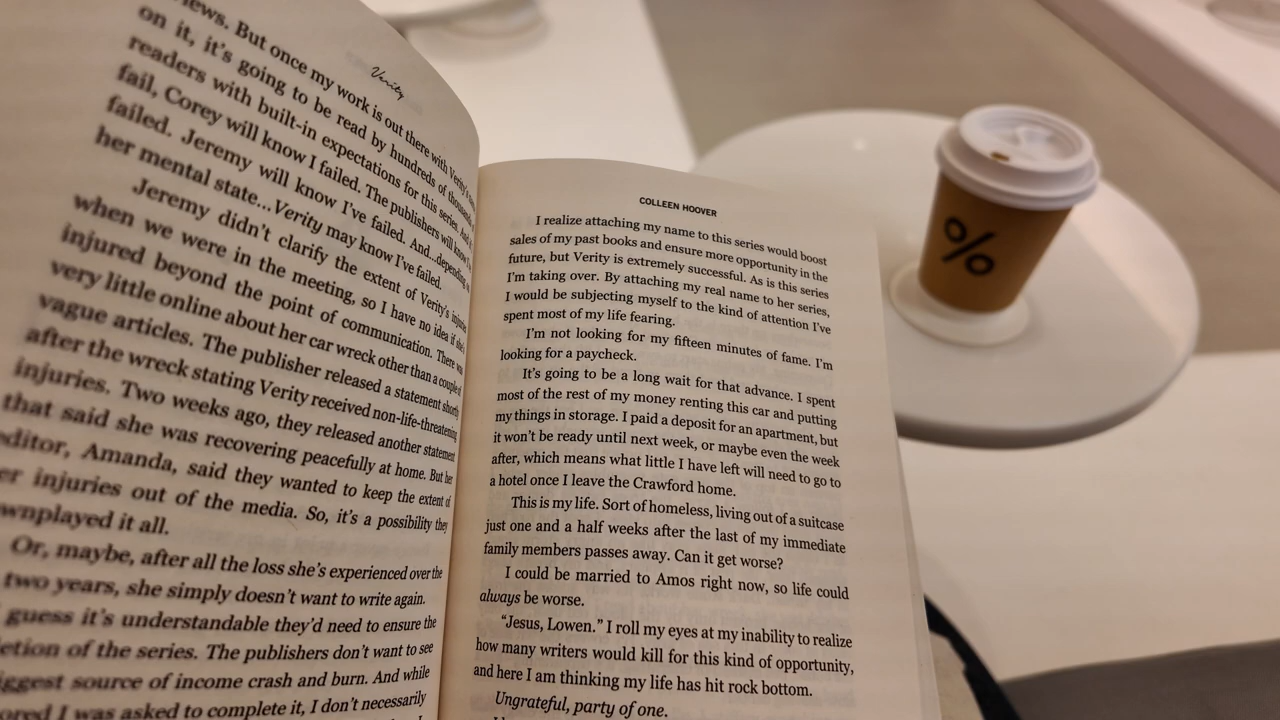 Verity
But once my work is out there with Verity's
on it, it's going to be read by hundreds of thousands
readers with built-in expectations for this series. And if
fail, Corey will know I failed. The publishers will know I
failed. Jeremy will know I've failed. And...depending on
her mental state...Verity may know I've failed.
Jeremy didn't clarify the extent of Verity's injuries
when we were in the meeting, so I have no idea if she's
injured beyond the point of communication. There was
very little online about her car wreck other than a couple of
vague articles. The publisher released a statement shortly
after the wreck stating Verity received non-life-threatening
injuries. Two weeks ago, they released another statement
that said she was recovering peacefully at home. But her
editor, Amanda, said they wanted to keep the extent of
injuries out of the media. So, it's a possibility they
it all.
Or, maybe, after all the loss she's experienced over the
two years, she simply doesn't want to write again.
guess it's understandable they'd need to ensure the
of the series. The publishers don't want to see
source of income crash and burn. And while
I was asked to complete it, I don't necessarily
COLLEEN HOOVER
I realize attaching my name to this series would boost
sales of my past books and ensure more opportunity in the
future, but Verity is extremely successful. As is this series
I'm taking over. By attaching my real name to her series,
I would be subjecting myself to the kind of attention I've
spent most of my life fearing.
I'm not looking for my fifteen minutes of fame. I'm
looking for a paycheck.
It's going to be a long wait for that advance. I spent
most of the rest of my money renting this car and putting
my things in storage. I paid a deposit for an apartment, but
it won't be ready until next week, or maybe even the week
after, which means what little I have left will need to go to
a hotel once I leave the Crawford home.
This is my life. Sort of homeless, living out of a suitcase
just one and a half weeks after the last of my immediate
family members passes away. Can it get worse?
I could be married to Amos right now, so life could
always be worse.
"Jesus, Lowen." I roll my eyes at my inability to realize
how many writers would kill for this kind of opportunity,
and here I am thinking my life has hit rock bottom.
Ungrateful, party of one.
%